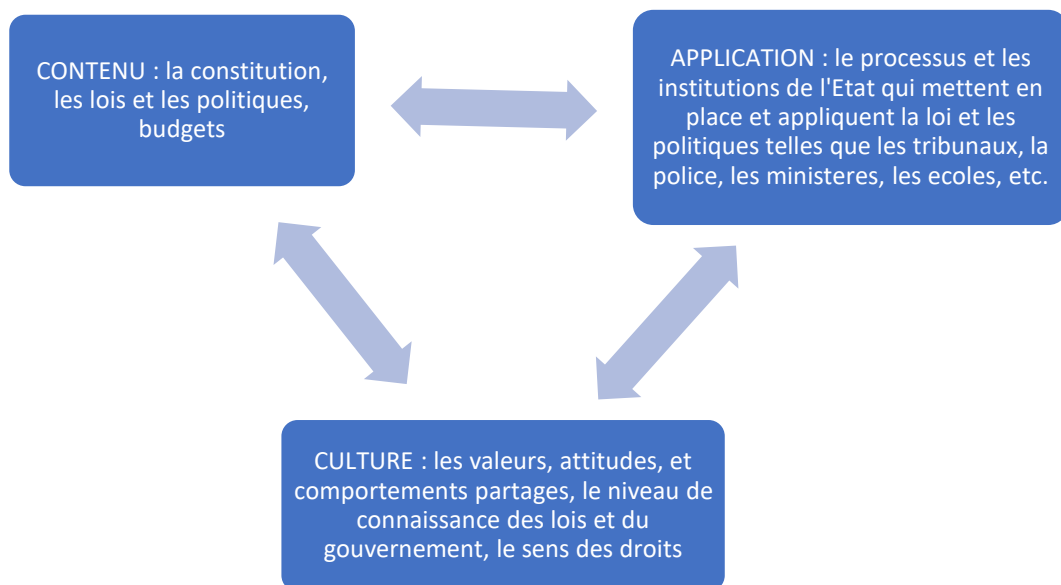 CONTENU : la constitution,
les lois et les politiques,
budgets
APPLICATION : le processus et les
institutions de l'Etat qui mettent en
place et appliquent la loi et les
politiques telles que les tribunaux, la
police, les ministeres, les ecoles, etc.
CULTURE : les valeurs, attitudes, et
comportements partages, le niveau de
connaissance des lois et du
gouvernement, le sens des droits